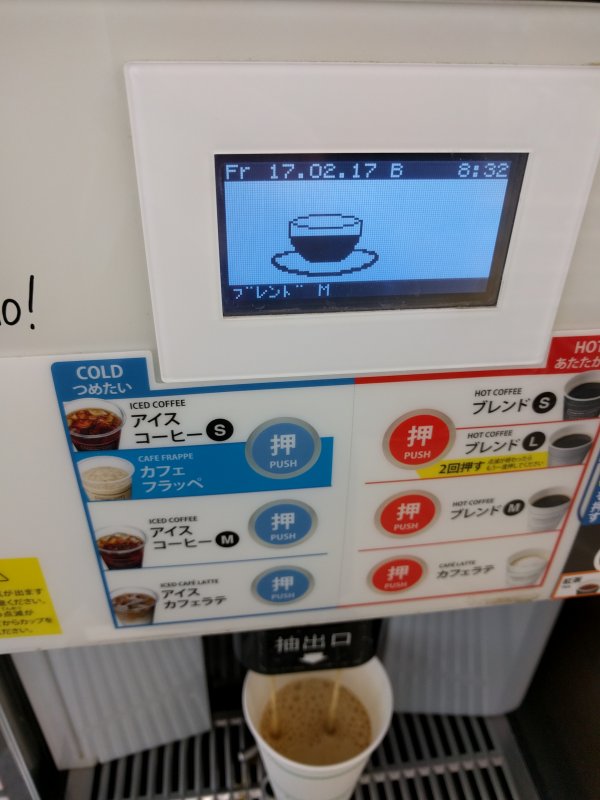 Fr 17.02.17 B 8:32
ブレンド M
o!
COLD
つめたい
ICED COFFEE
アイス
コーヒー S
CAFE FRAPPE
カフェ
フラッペ
押
PUSH
ICED COFFEE
アイス
コーヒー M
押
PUSH
ICED CAFÉ LATTE
アイス
カフェラテ
押
PUSH
HOT
あたたか
HOT COFFEE
ブレンド S
押
PUSH
HOT COFFEE
ブレンド L
2回押す
HOT COFFEE
ブレンド M
押
PUSH
CAFÉ LATTE
カフェラテ
押
PUSH
紅茶
抽出口